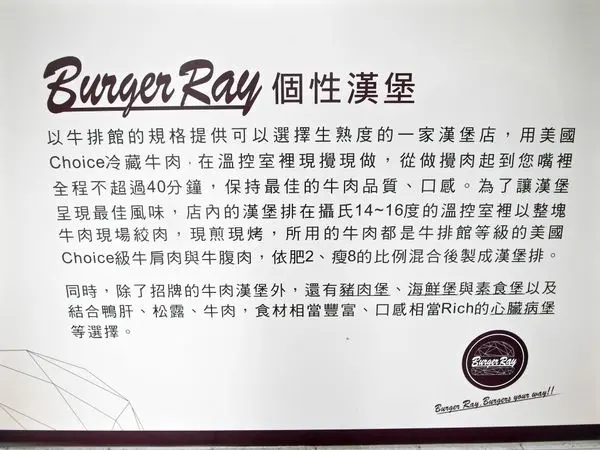 Burger Ray 個性漢堡
以牛排館的規格提供可以選擇生熟度的一家漢堡店，用美國
Choice冷藏牛肉，在溫控室裡現攪現做，從做攪肉起到您嘴裡
全程不超過40分鐘，保持最佳的牛肉品質、口感。為了讓漢堡
呈現最佳風味，店內的漢堡排在攝氏14~16度的溫控室裡以整塊
牛肉現場絞肉，現煎現烤，所用的牛肉都是牛排館等級的美國
Choice級牛肩肉與牛腹肉，依肥2、瘦8的比例混合後製成漢堡排。
同時，除了招牌的牛肉漢堡外，還有豬肉堡、海鮮堡與素食堡以及
結合鴨肝、松露、牛肉，食材相當豐富、口感相當Rich的心臟病堡
等選擇。
Burger Ray
Burger Ray, Burgers your way!!